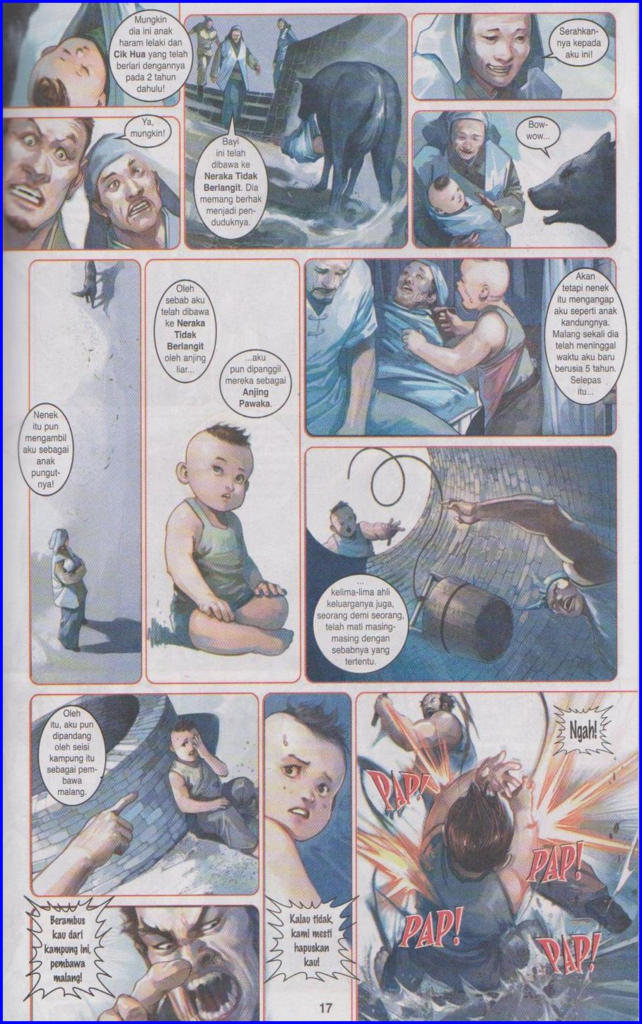 Mungkin
dia ini anak
haram lelaki dan
Cik Hua yang telah
berlari dengannya
pada 2 tahun
dahulu!
Ya,
mungkin!
Bayi
ini telah
dibawa ke
Neraka Tidak
Berlangit. Dia
memang berhak
menjadi pen-
duduknya.
Serahkan-
nya kepada
aku ini!
Bow-
wow...
Nenek
itu pun
mengambil
aku sebagai
anak
pungut-
nya!
Oleh
sebab aku
telah dibawa
ke Neraka
Tidak
Berlangit
oleh anjing
liar...
...aku
pun dipanggil
mereka sebagai
Anjing
Pawaka.
Akan
tetapi nenek
itu mengangap
aku seperti anak
kandungnya.
Malang sekali dia
telah meninggal
waktu aku baru
berusia 5 tahun.
Selepas
itu...
...
kelima-lima ahli
keluarganya juga,
seorang demi seorang,
telah mati masing-
masing dengan
sebabnya yang
tertentu.
Oleh
itu, aku pun
dipandang
oleh seisi
kampung itu
sebagai pem-
bawa
malang.
Berambus
kau dari
kampung ini,
pembawa
malang!
Kalau tidak,
kami mesti
hapuskan
kau!
Ngah!
PAP!
PAP!
PAP!
PAP!
17